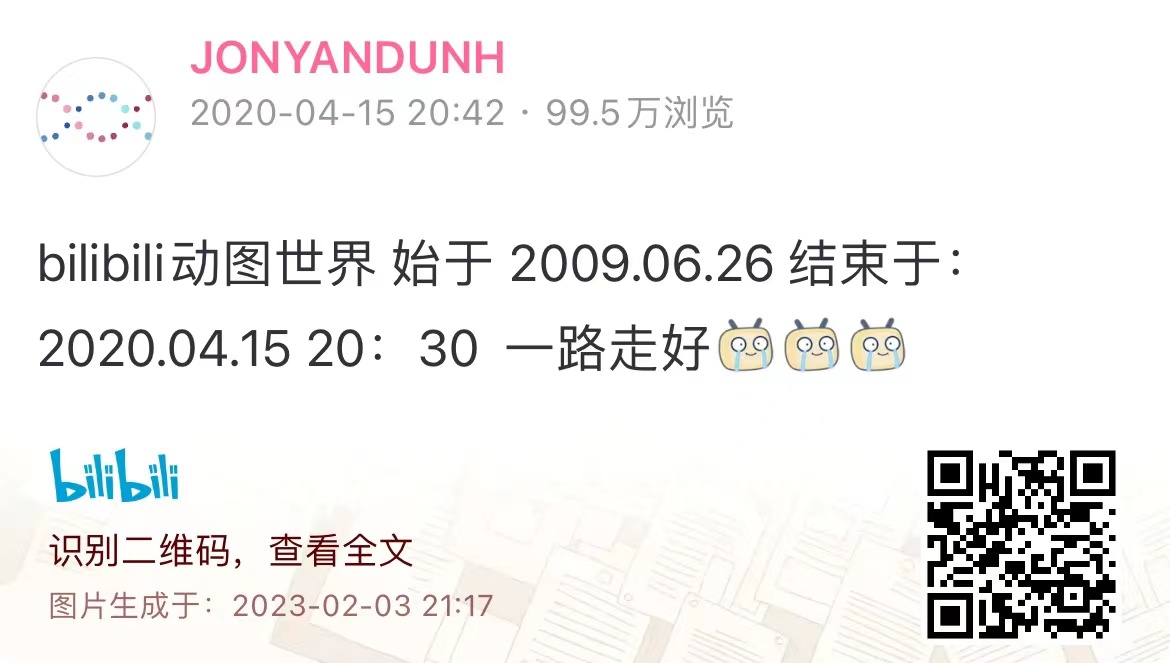 JONYANDUNH
2020-04-15 20:42 · 99.5万浏览
bilibili动图世界 始于 2009.06.26 结束于：
2020.04.15 20：30 一路走好
bilibili
识别二维码，查看全文
图片生成于：2023-02-03 21:17